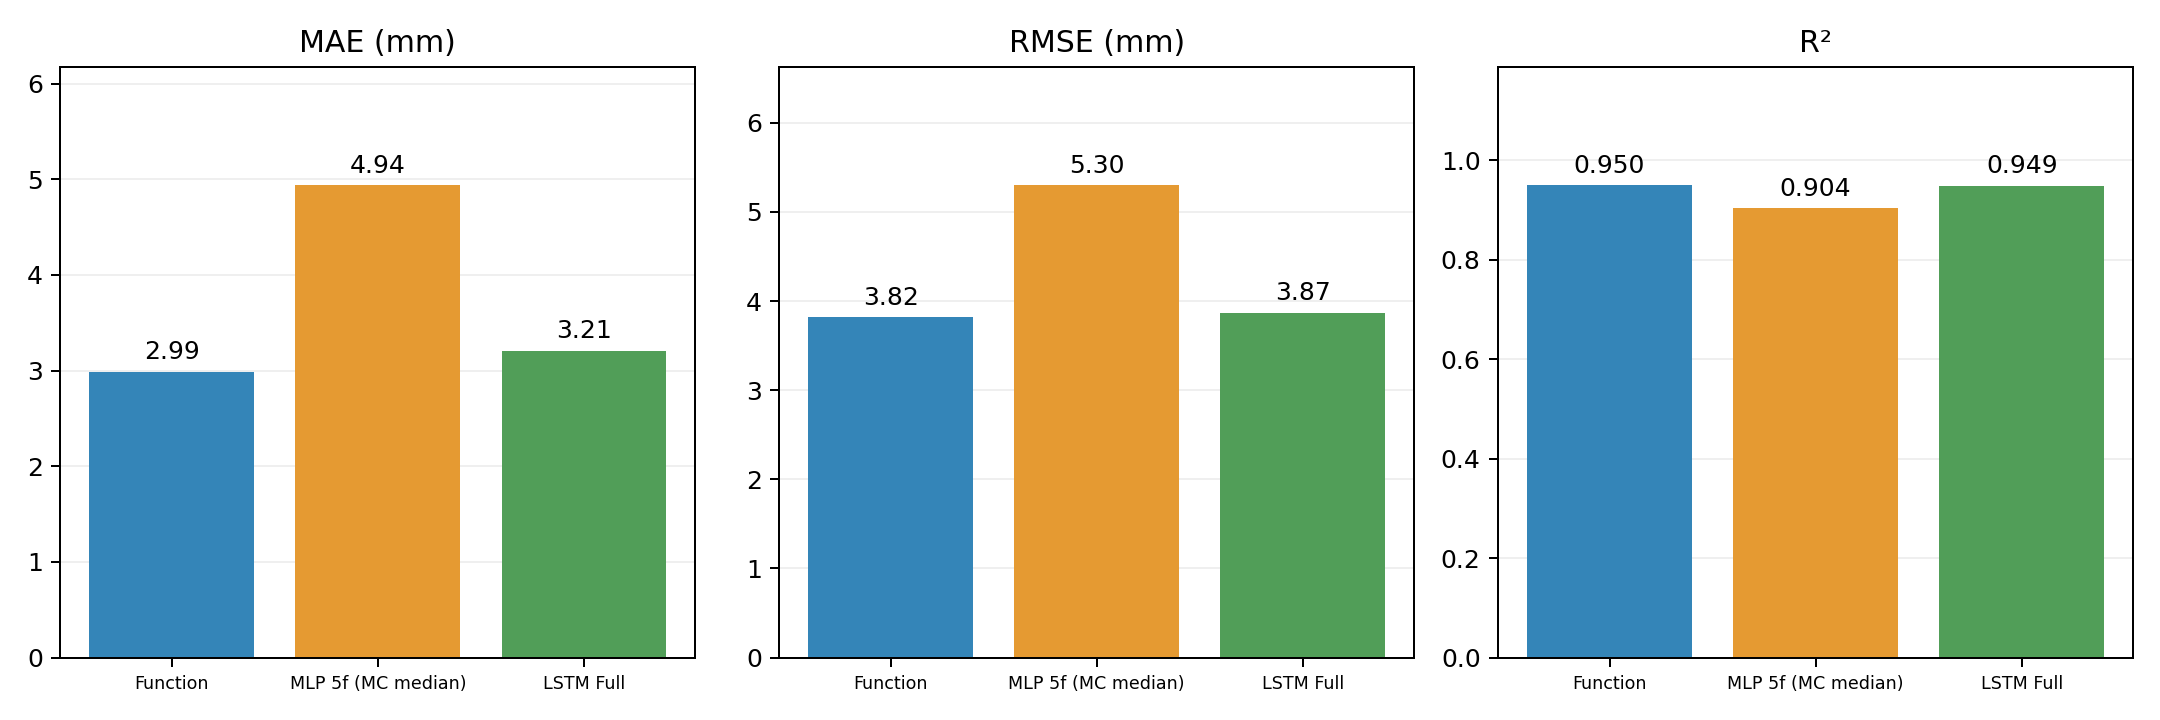 MAE (mm)
6
5
4
3
2
1
0
2.99
4.94
3.21
Function
MLP 5f (MC median)
LSTM Full
RMSE (mm)
6
5
4
3
2
1
0
3.82
5.30
3.87
Function
MLP 5f (MC median)
LSTM Full
R²
1.0
0.8
0.6
0.4
0.2
0.0
0.950
0.904
0.949
Function
MLP 5f (MC median)
LSTM Full